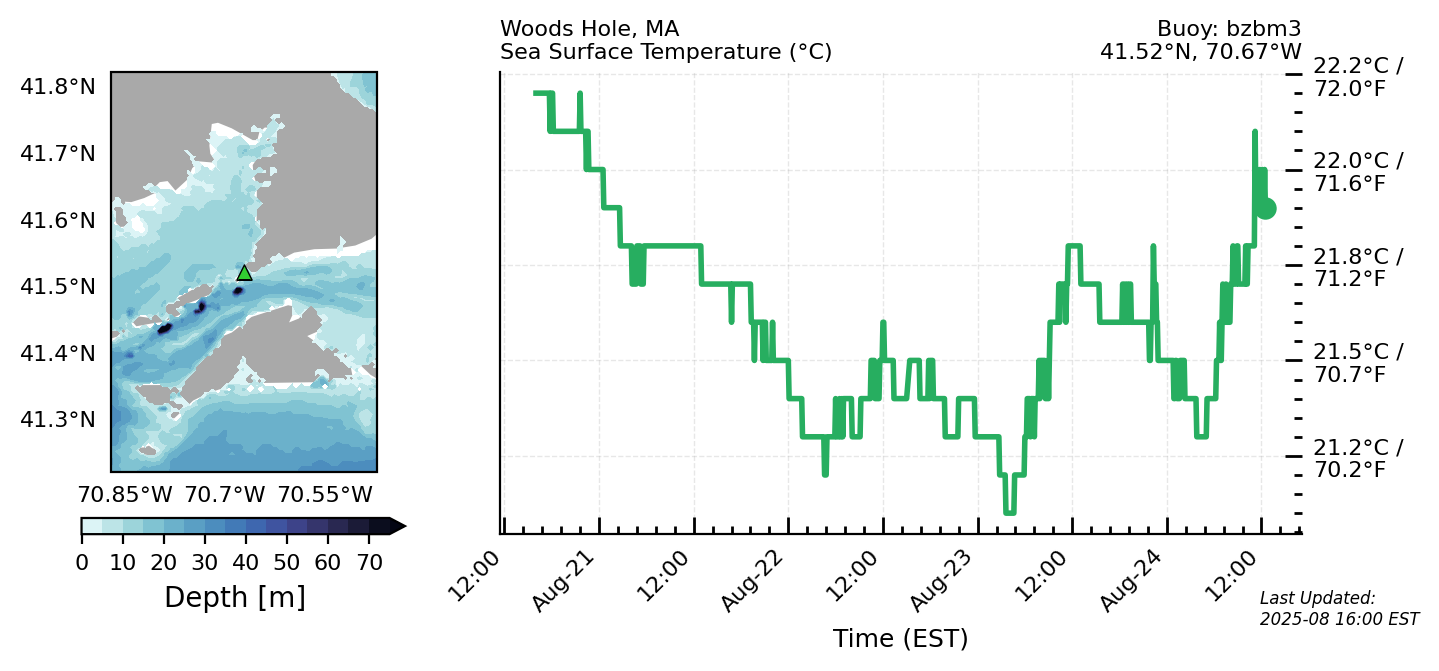 Woods Hole, MA
Sea Surface Temperature (°C)
Buoy: bzbm3
41.52°N, 70.67°W
41.8°N
41.7°N
41.6°N
41.5°N
41.4°N
41.3°N
70.85°W 70.7°W 70.55°W
0 10 20 30 40 50 60 70
Depth [m]
22.2°C /
72.0°F
22.0°C /
71.6°F
21.8°C /
71.2°F
21.5°C /
70.7°F
21.2°C /
70.2°F
12:00 Aug-21 12:00 Aug-22 12:00 Aug-23 12:00 Aug-24 12:00
Time (EST)
Last Updated:
2025-08 16:00 EST